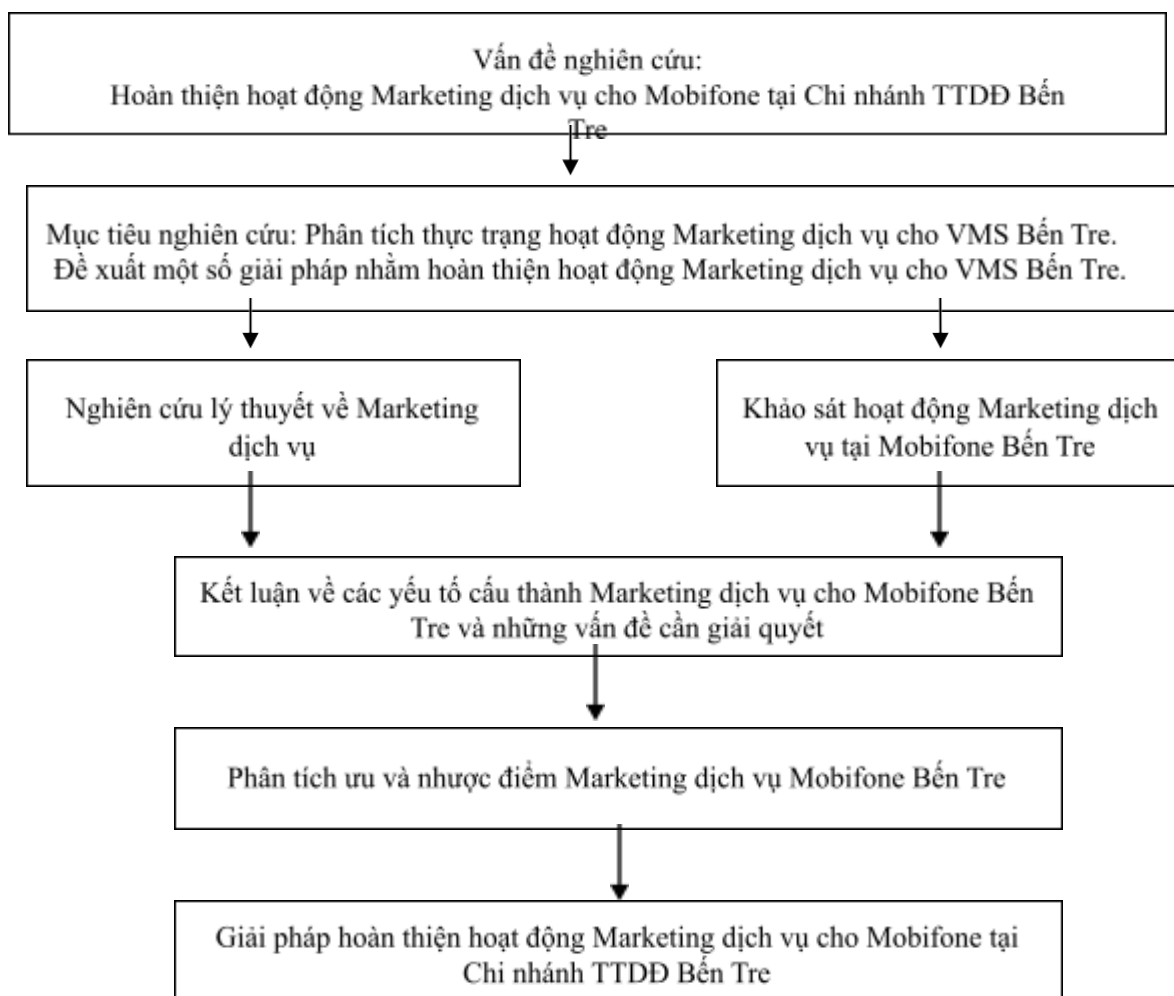 Vấn đề nghiên cứu:
Hoàn thiện hoạt động Marketing dịch vụ cho Mobifone tại Chi nhánh TTDĐ Bến
Tre
Mục tiêu nghiên cứu: Phân tích thực trạng hoạt động Marketing dịch vụ cho VMS Bến Tre.
Đề xuất một số giải pháp nhằm hoàn thiện hoạt động Marketing dịch vụ cho VMS Bến Tre.
Nghiên cứu lý thuyết về Marketing
dịch vụ
Khảo sát hoạt động Marketing dịch
vụ tại Mobifone Bến Tre
Kết luận về các yếu tố cấu thành Marketing dịch vụ cho Mobifone Bến
Tre và những vấn đề cần giải quyết
Phân tích ưu và nhược điểm Marketing dịch vụ Mobifone Bến Tre
Giải pháp hoàn thiện hoạt động Marketing dịch vụ cho Mobifone tại
Chi nhánh TTDĐ Bến Tre